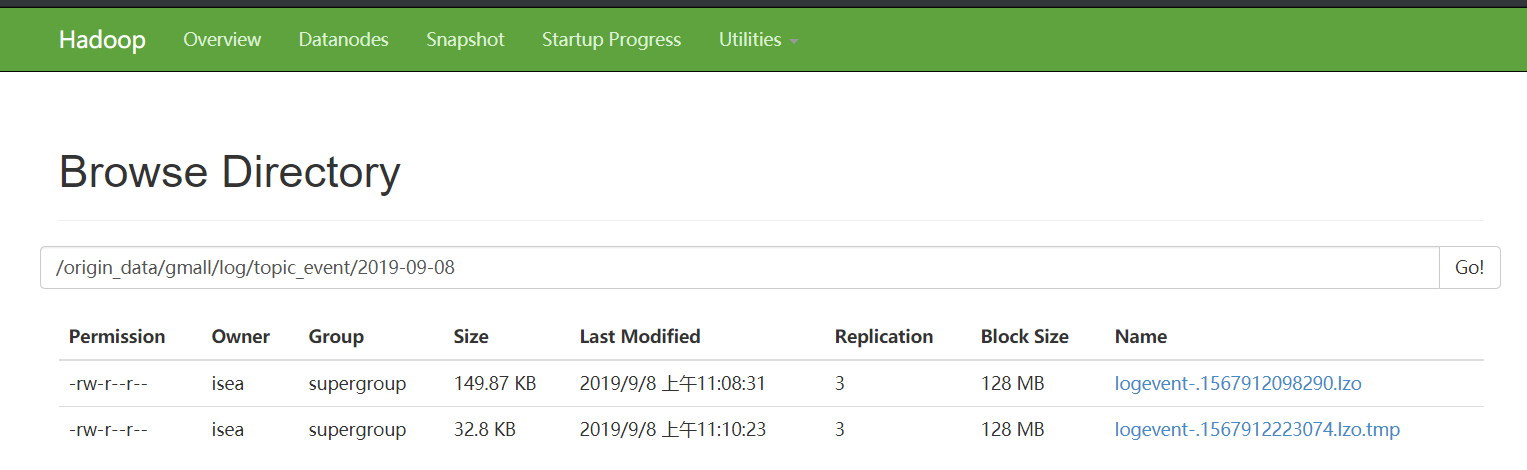 Hadoop Overview Datanodes Snapshot Startup Progress Utilities
Browse Directory
/origin_data/gmall/log/topic_event/2019-09-08 Go!
Permission Owner Group Size Last Modified Replication Block Size Name
-rw-r--r-- isea supergroup 149.87 KB 2019/9/8 上午11:08:31 3 128 MB logevent-.1567912098290.lzo
-rw-r--r-- isea supergroup 32.8 KB 2019/9/8 上午11:10:23 3 128 MB logevent-.1567912223074.lzo.tmp